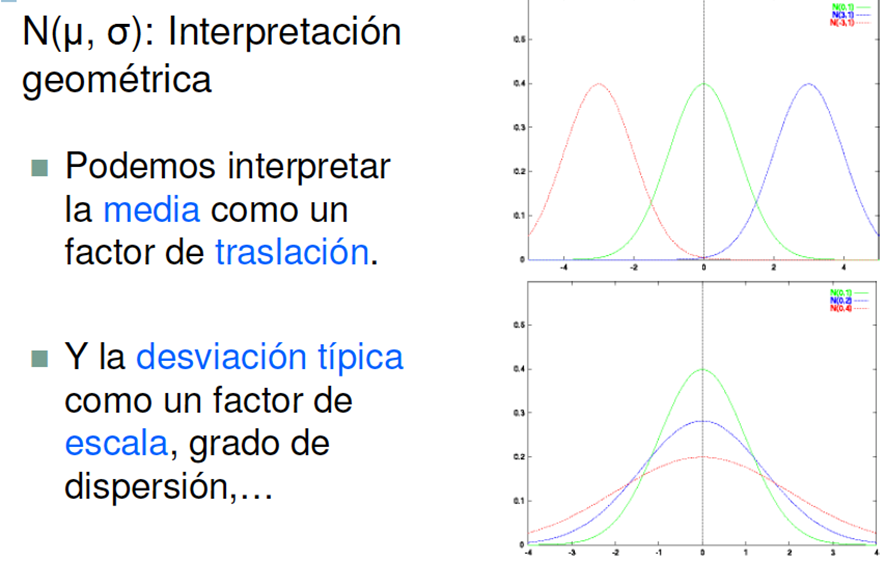 N(μ, σ): Interpretación
geométrica
Podemos interpretar
la media como un
factor de traslación.
Y la desviación típica
como un factor de
escala, grado de
dispersión,…
N(0,1)
N(3,1)
N(-3,1)
0.5
0.4
0.3
0.2
0.1
0
-4 -2 0 2 4
N(0,1)
N(0,2)
N(0,4)
0.5
0.4
0.3
0.2
0.1
0
-4 -3 -2 -1 0 1 2 3 4